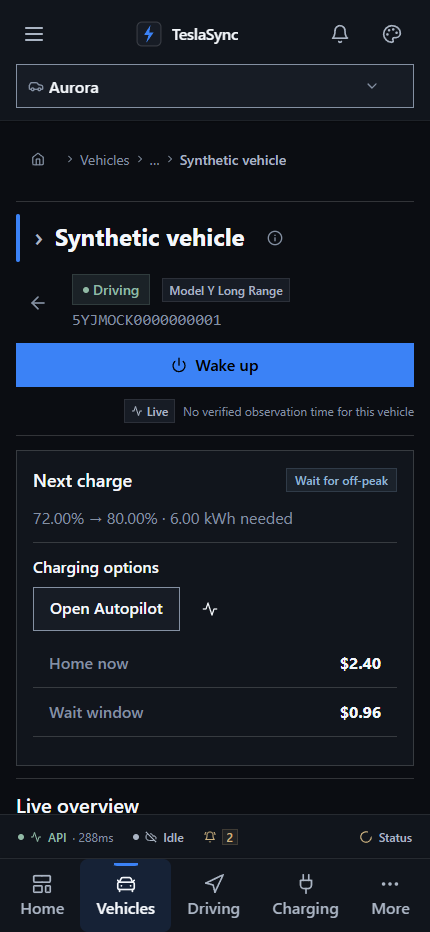 TeslaSync
Aurora
Vehicles ... Synthetic vehicle
Synthetic vehicle
Driving Model Y Long Range
5YJMOCK0000000001
Wake up
Live No verified observation time for this vehicle
Next charge Wait for off-peak
72.00% → 80.00% · 6.00 kWh needed
Charging options
Open Autopilot
Home now $2.40
Wait window $0.96
Live overview
API · 288ms Idle 2 Status
Home Vehicles Driving Charging More